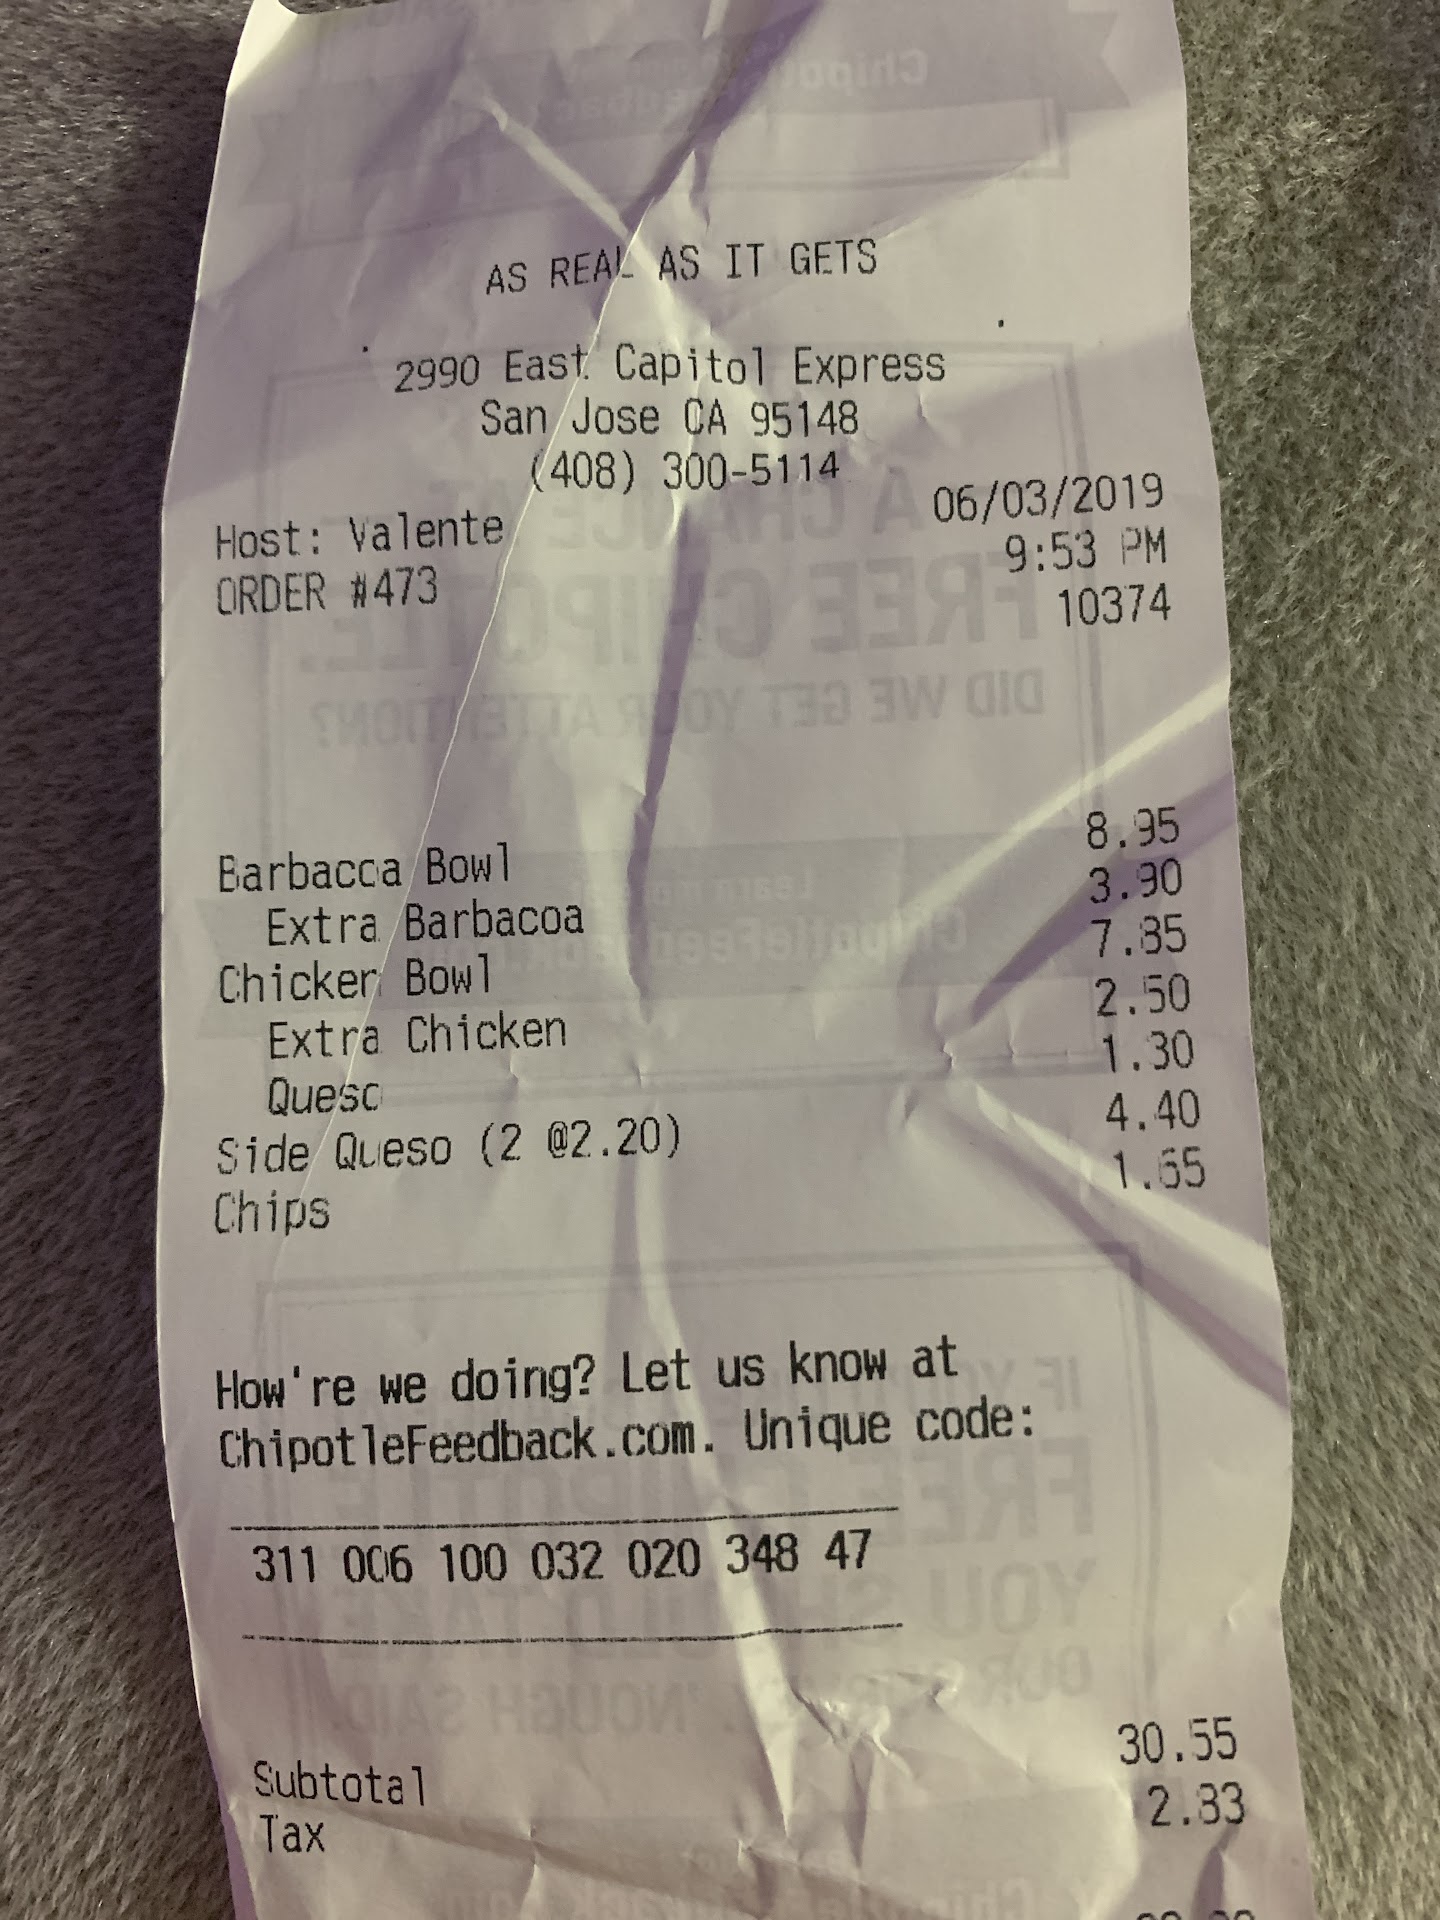 AS REAL AS IT GETS
2990 East Capitol Express
San Jose CA 95148
(408) 300-5114
Host: Valente 06/03/2019
ORDER #473 9:53 PM
10374
Barbacoa Bowl 8.95
Extra Barbacoa 3.90
Chicken Bowl 7.85
Extra Chicken 2.50
Queso 1.30
Side Queso (2 @2.20) 4.40
Chips 1.65
How're we doing? Let us know at
ChipotleFeedback.com. Unique code:
311 006 100 032 020 348 47
Subtotal 30.55
Tax 2.83